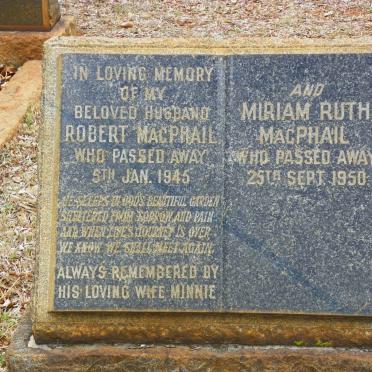 IN LOVING MEMORY
OF MY
BELOVED HUSBAND
ROBERT MACPHAIL
WHO PASSED AWAY
5TH JAN. 1945
HE SLEEPS IN GOD'S BEAUTIFUL GARDEN
SHELTERED FROM SORROW AND PAIN
AND WHEN LIFE'S JOURNEY IS OVER
WE KNOW WE SHALL MEET AGAIN.
ALWAYS REMEMBERED BY
HIS LOVING WIFE MINNIE
AND
MIRIAM RUTH
MACPHAIL
WHO PASSED AWAY
25TH SEPT. 1950